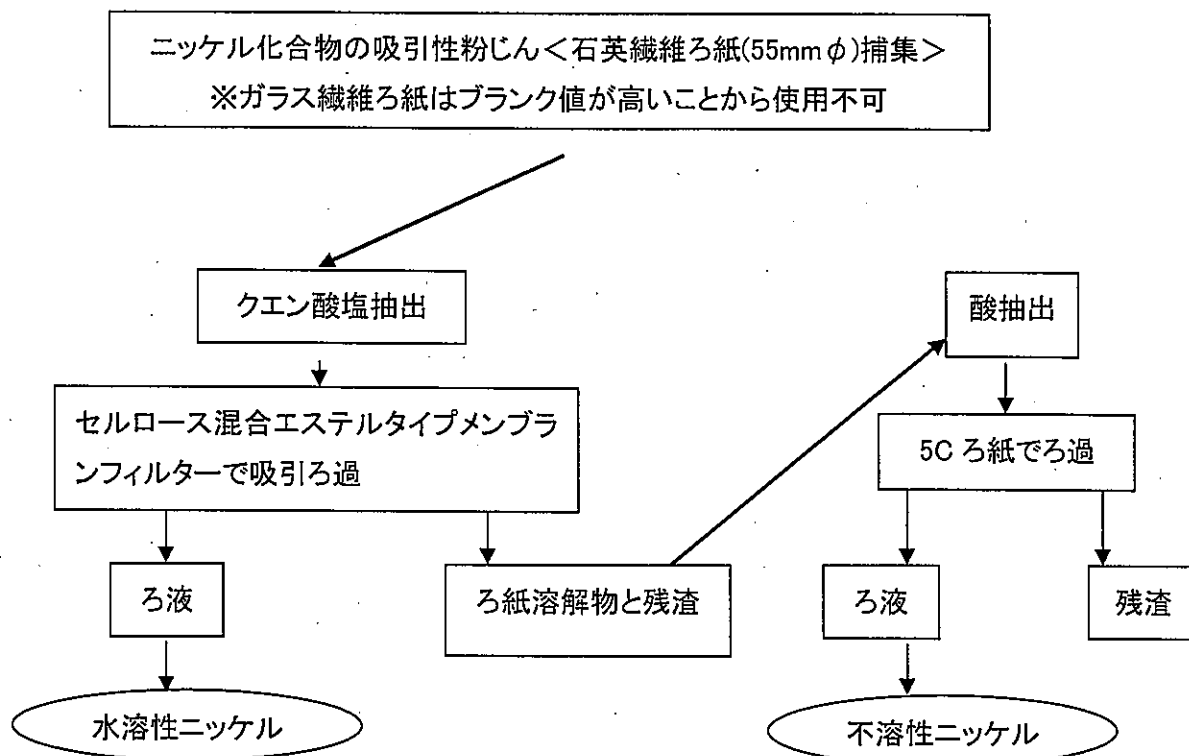 ニッケル化合物の吸引性粉じん<石英繊維ろ紙(55mmφ)捕集>
※ガラス繊維ろ紙はブランク値が高いことから使用不可
クエン酸塩抽出
セルロース混合エステルタイプメンブラ
ンフィルターで吸引ろ過
ろ液
ろ紙溶解物と残渣
水溶性ニッケル
酸抽出
5C ろ紙でろ過
ろ液
残渣
不溶性ニッケル